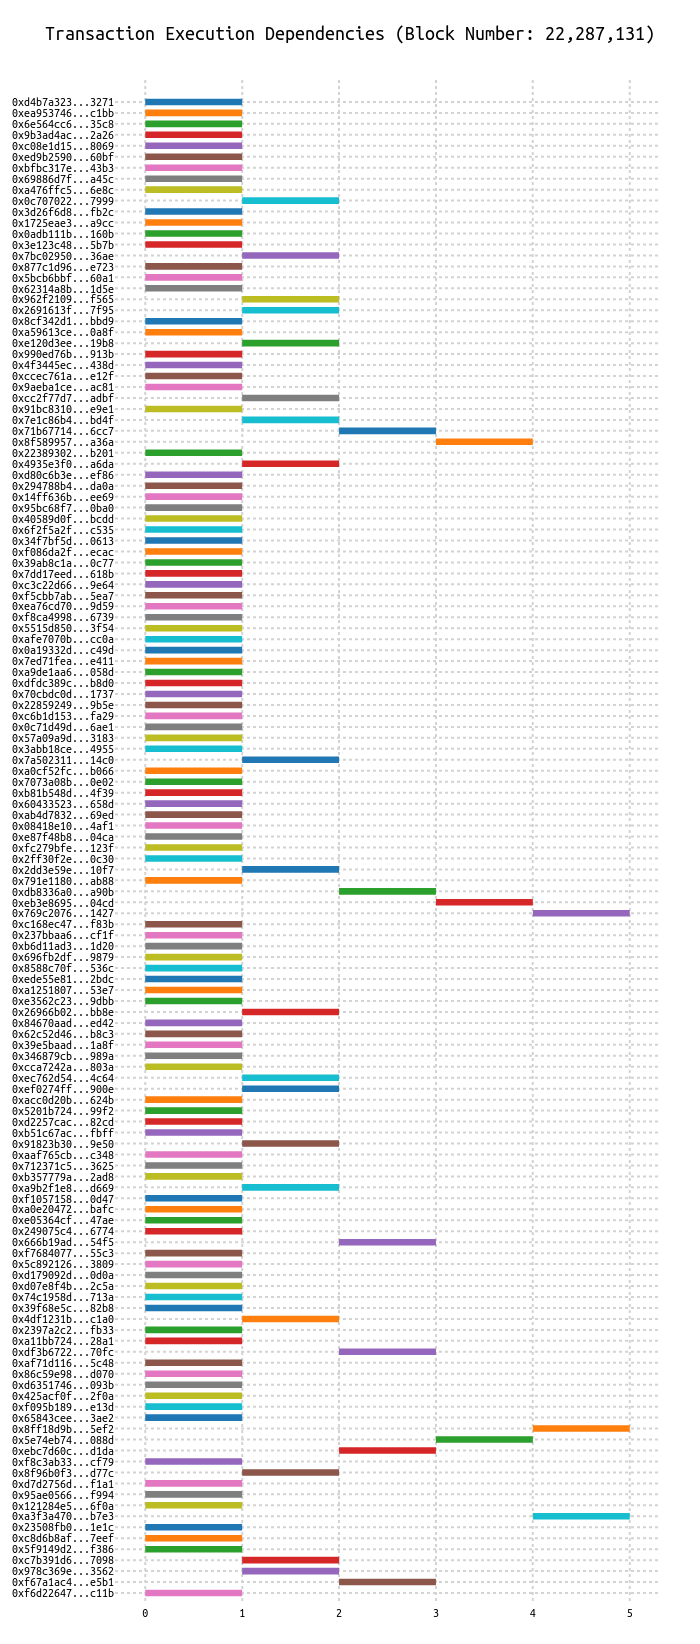 Transaction Execution Dependencies (Block Number: 22,287,131)
0xd4b7a323...3271
0xea953746...c1bb
0x6e564cc6...35c8
0x9b3ad4ac...2a26
0xc08e1d15...8069
0xed9b2590...60bf
0xbfbc317e...43b3
0x69886d7f...a45c
0xa476ffc5...6e8c
0x0c707022...7999
0x3d26f6d8...fb2c
0x1725eae3...a9cc
0x0adb111b...160b
0x3e123c48...5b7b
0x7bc02950...36ae
0x877c1d96...e723
0x5bcb6bbf...60a1
0x62314a8b...1d5e
0x962f2109...f565
0x2691613f...7f95
0x8cf342d1...bbd9
0xa59613ce...0a8f
0xe120d3ee...19b8
0x990ed76b...913b
0x4f3445ec...438d
0xccec761a...e12f
0x9aeba1ce...ac81
0xcc2f77d7...adbf
0x91bc8310...e9e1
0x7e1c86b4...bd4f
0x71b67714...6cc7
0x8f589957...a36a
0x22389302...b201
0x4935e3f0...a6da
0xd80c6b3e...ef86
0x294788b4...da0a
0x14ff636b...ee69
0x95bc68f7...0ba0
0x40589d0f...bcdd
0x6f2f5a2f...c535
0x34f7bf5d...0613
0xf086da2f...ecac
0x39ab8c1a...0c77
0x7dd17eed...618b
0xc3c22d66...9e64
0xf5cbb7ab...5ea7
0xea76cd70...9d59
0xf8ca4998...6739
0x5515d850...3f54
0xafe7070b...cc0a
0x0a19332d...c49d
0x7ed71fea...e411
0xa9de1aa6...058d
0xdfdc389c...b8d0
0x70cbdc0d...1737
0x22859249...9b5e
0xc6b1d153...fa29
0x0c71d49d...6ae1
0x57a09a9d...3183
0x3abb18ce...4955
0x7a502311...14c0
0xa0cf52fc...b066
0x7073a08b...0e02
0xb81b548d...4f39
0x60433523...658d
0xab4d7832...69ed
0x08418e10...4af1
0xe87f48b8...04ca
0xfc279bfe...123f
0x2ff30f2e...0c30
0x2dd3e59e...10f7
0x791e1180...ab88
0xdb8336a0...a90b
0xeb3e8695...04cd
0x769c2076...1427
0xc168ec47...f83b
0x237bbaa6...cf1f
0xb6d11ad3...1d20
0x696fb2df...9879
0x8588c70f...536c
0xede55e81...2bdc
0xa1251807...53e7
0xe3562c23...9dbb
0x26966b02...bb8e
0x84670aad...ed42
0x62c52d46...b8c3
0x39e5baad...1a8f
0x346879cb...989a
0xcca7242a...803a
0xec762d54...4c64
0xef0274ff...900e
0xacc0d20b...624b
0x5201b724...99f2
0xd2257cac...82cd
0xb51c67ac...fbff
0x91823b30...9e50
0xaaf765cb...c348
0x712371c5...3625
0xb357779a...2ad8
0xa9b2f1e8...d669
0xf1057158...0d47
0xa0e20472...bafc
0xe05364cf...47ae
0x249075c4...6774
0x666b19ad...54f5
0xf7684077...55c3
0x5c892126...3809
0xd179092d...0d0a
0xd07e8f4b...2c5a
0x74c1958d...713a
0x39f68e5c...82b8
0x4df1231b...c1a0
0x2397a2c2...fb33
0xa11bb724...28a1
0xdf3b6722...70fc
0xaf71d116...5c48
0x86c59e98...d070
0xd6351746...093b
0x425acf0f...2f0a
0xf095b189...e13d
0x65843cee...3ae2
0x8ff18d9b...5ef2
0x5e74eb74...088d
0xebc7d60c...d1da
0xf8c3ab33...cf79
0x8f96b0f3...d77c
0xd7d2756d...f1a1
0x95ae0566...f994
0x121284e5...6f0a
0xa3f3a470...b7e3
0x23508fb0...1e1c
0xc8d6b8af...7eef
0x5f9149d2...f386
0xc7b391d6...7098
0x978c369e...3562
0xf67a1ac4...e5b1
0xf6d22647...c11b
0 1 2 3 4 5